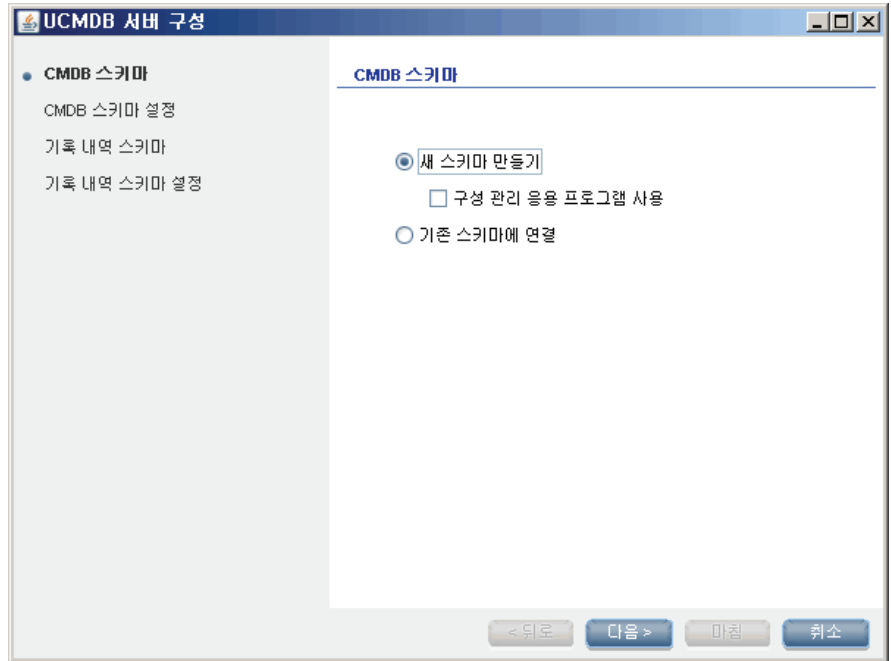 UCMDB 서버 구성
CMDB 스키마
CMDB 스키마 설정
기록 내역 스키마
기록 내역 스키마 설정
CMDB 스키마
새 스키마 만들기
구성 관리 응용 프로그램 사용
기존 스키마에 연결
< 뒤로
다음 >
마침
취소